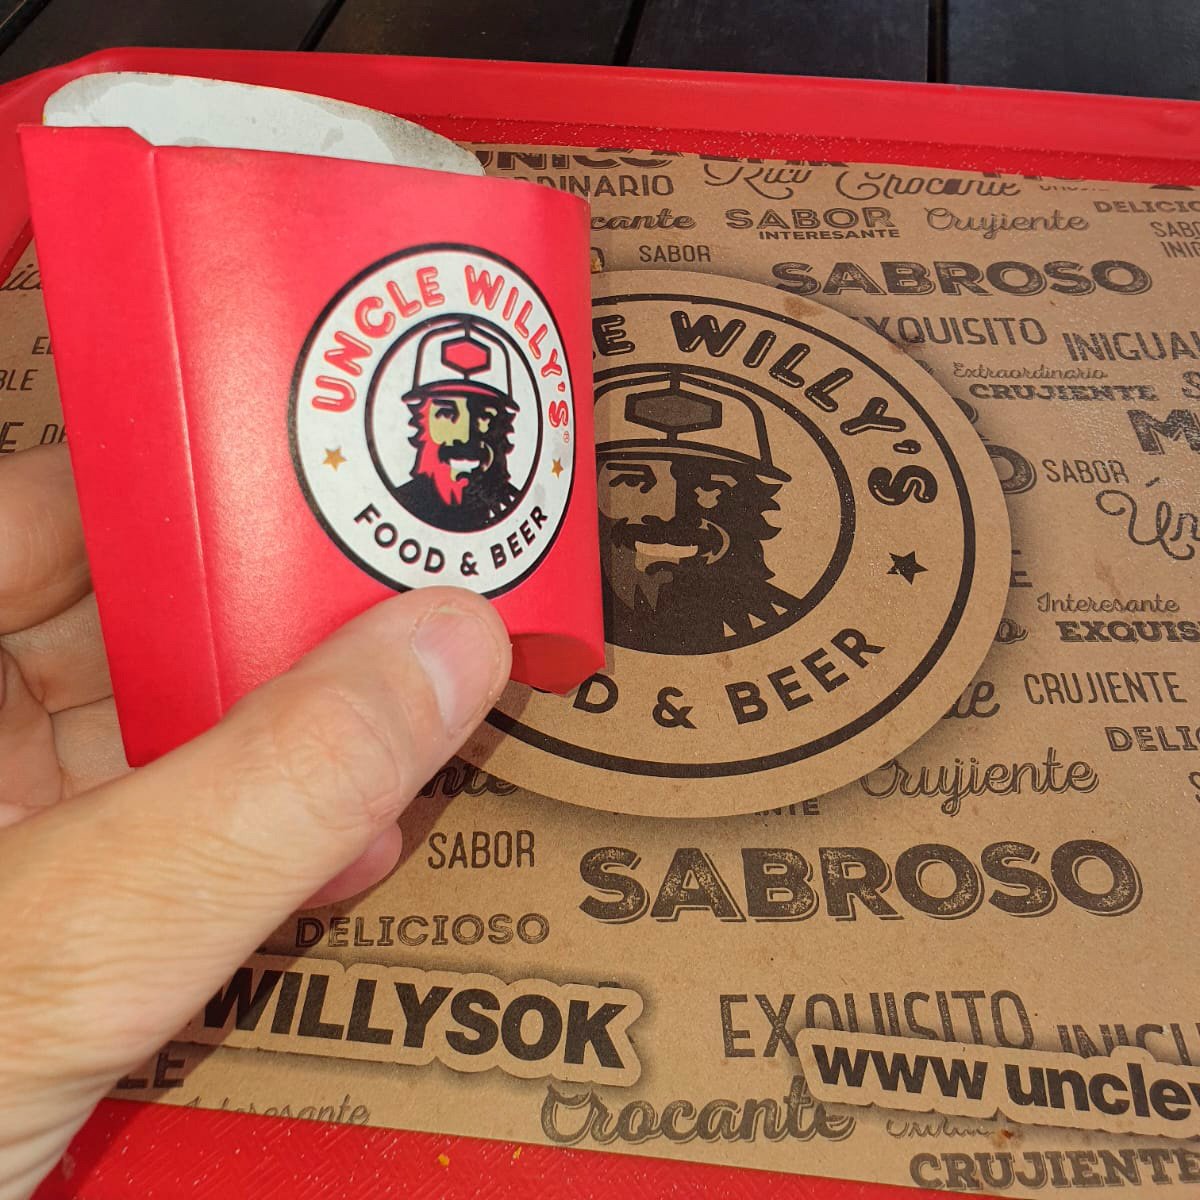 UNCLE WILLY'S®
FOOD & BEER
WILLY'S
& BEER
Rico Crocante
SABOR
INTERESANTE
Crujiente
DELICIO
SABOR
SABROSO
EXQUISITO
INIGUAL
Extraordinario
CRUJIENTE
SABOR
Interesante
EXQUIS
CRUJIENTE
DELIC
Crujiente
SABOR
SABROSO
DELICIOSO
WILLYSOK
EXQUISITO
www uncle
Interesante
Crocante
CRUJIENTE